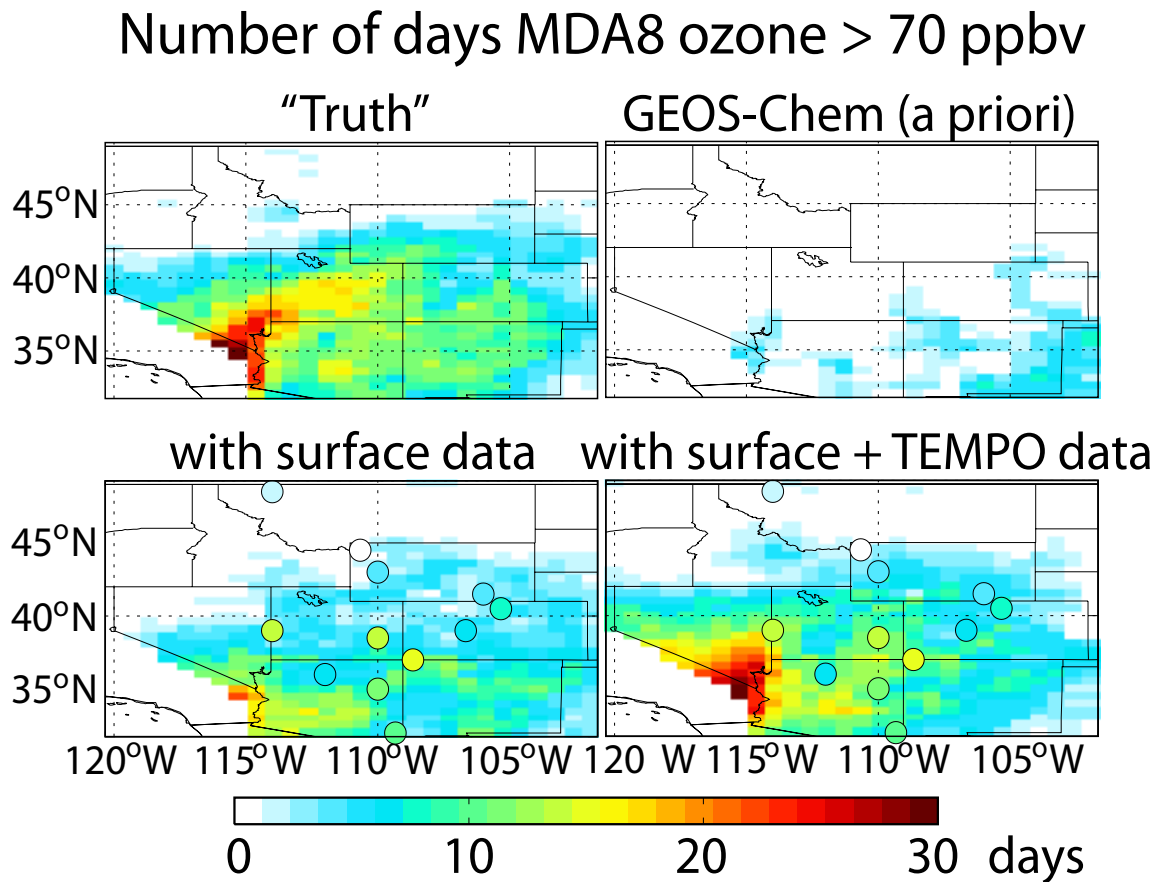 Number of days MDA8 ozone > 70 ppbv
“Truth”
GEOS-Chem (a priori)
45°N
40°N
35°N
with surface data
with surface + TEMPO data
45°N
40°N
35°N
120°W 115°W 110°W 105°W 120 W 115°W 110°W 105°W
0 10 20 30 days